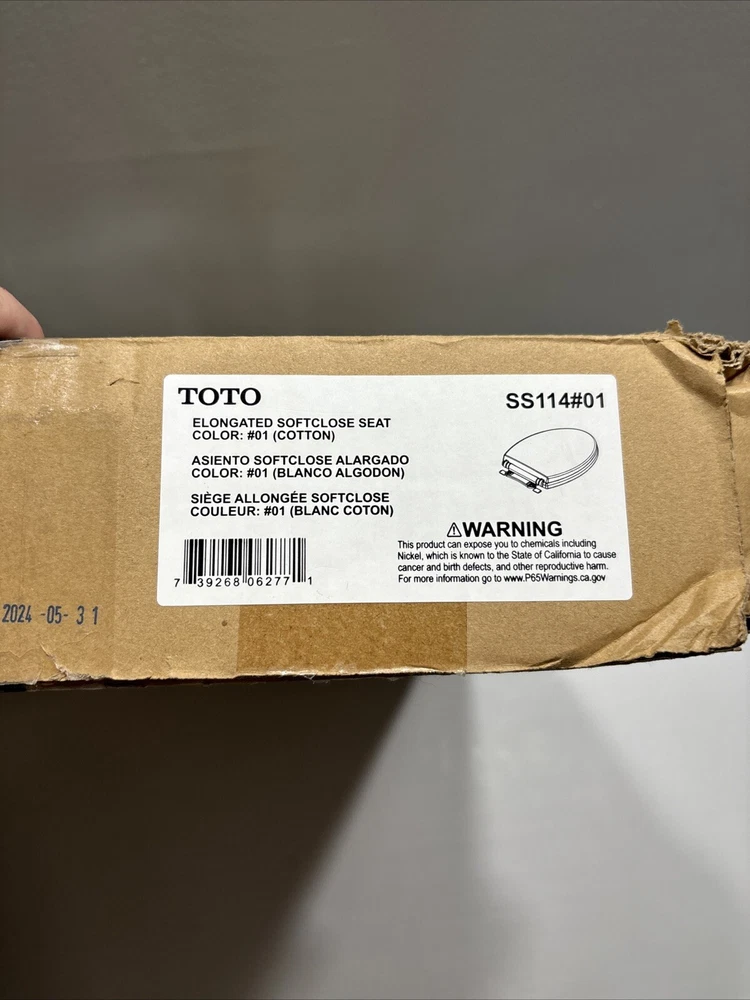 TOTO
SS114#01
ELONGATED SOFTCLOSE SEAT
COLOR: #01 (COTTON)
ASIENTO SOFTCLOSE ALARGADO
COLOR: #01 (BLANCO ALGODON)
SIÈGE ALLONGÉE SOFTCLOSE
COULEUR: #01 (BLANC COTON)
⚠WARNING
This product can expose you to chemicals including
Nickel, which is known to the State of California to cause
cancer and birth defects, and other reproductive harm.
For more information go to www.P65Warnings.ca.gov
7 39268 06277 1
2024 -05- 3 1